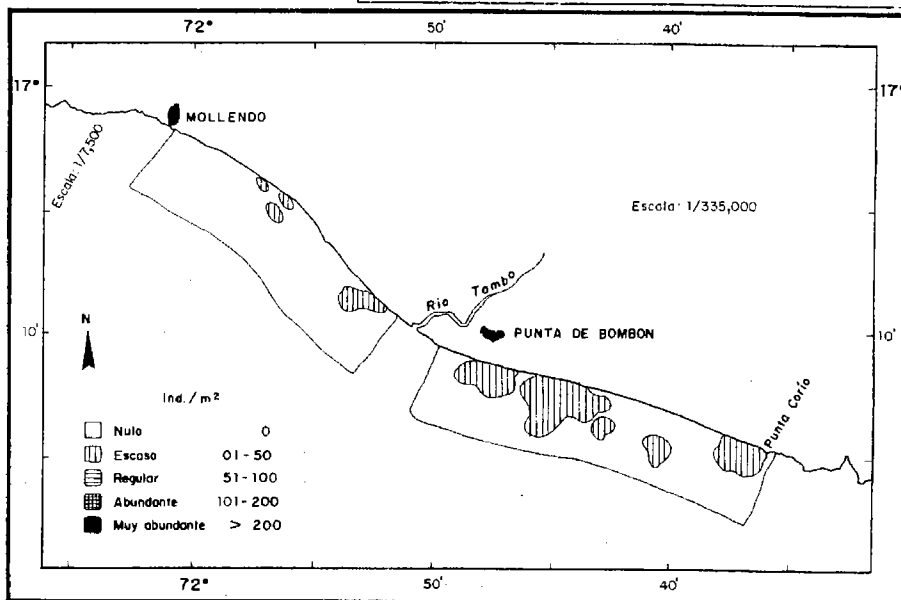 72° 50' 40'
17° 17°
MOLLENDO
Escala: 1/7,500
Escala: 1/335,000
Río Tambo
10' 10'
N
PUNTA DE BOMBON
Punta Corío
Ind./m²
Nulo 0
Escaso 01-50
Regular 51-100
Abundante 101-200
Muy abundante > 200
72° 50' 40'